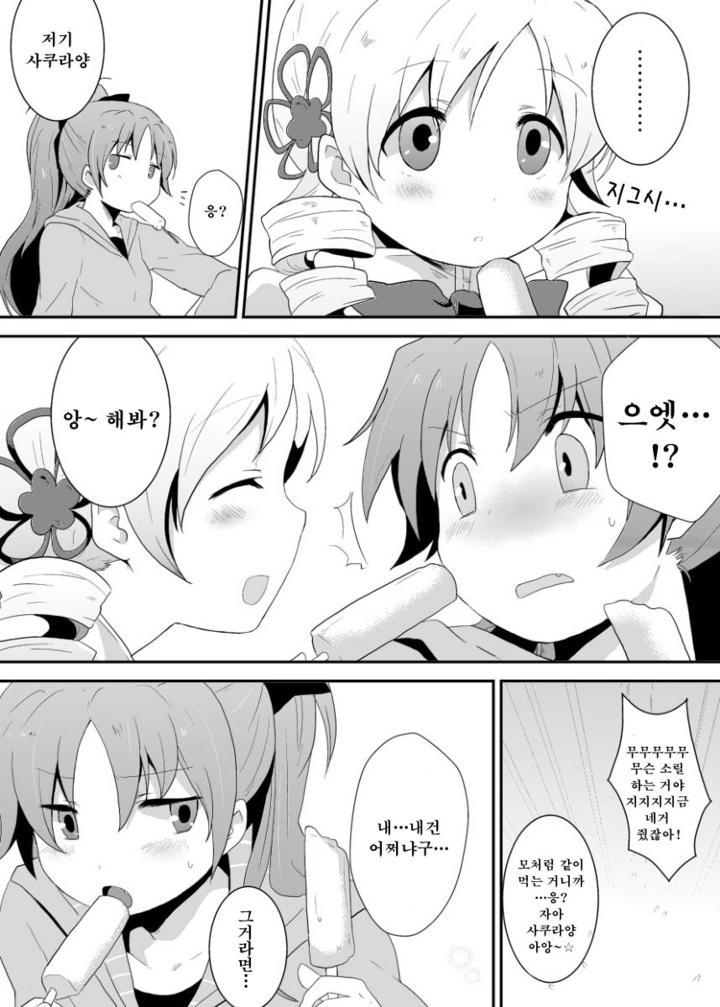 ………
지그시…
저기
사쿠라양
응?
앙~ 해봐?
으엣…
!?
무무무무무
무슨 소릴
하는 거야
지지지지금
네거
줬잖아!
모처럼 같이
먹는 거니까
…응?
자아
사쿠라양
아앙~☆
내…내건
어쩌냐구…
그
거라면…